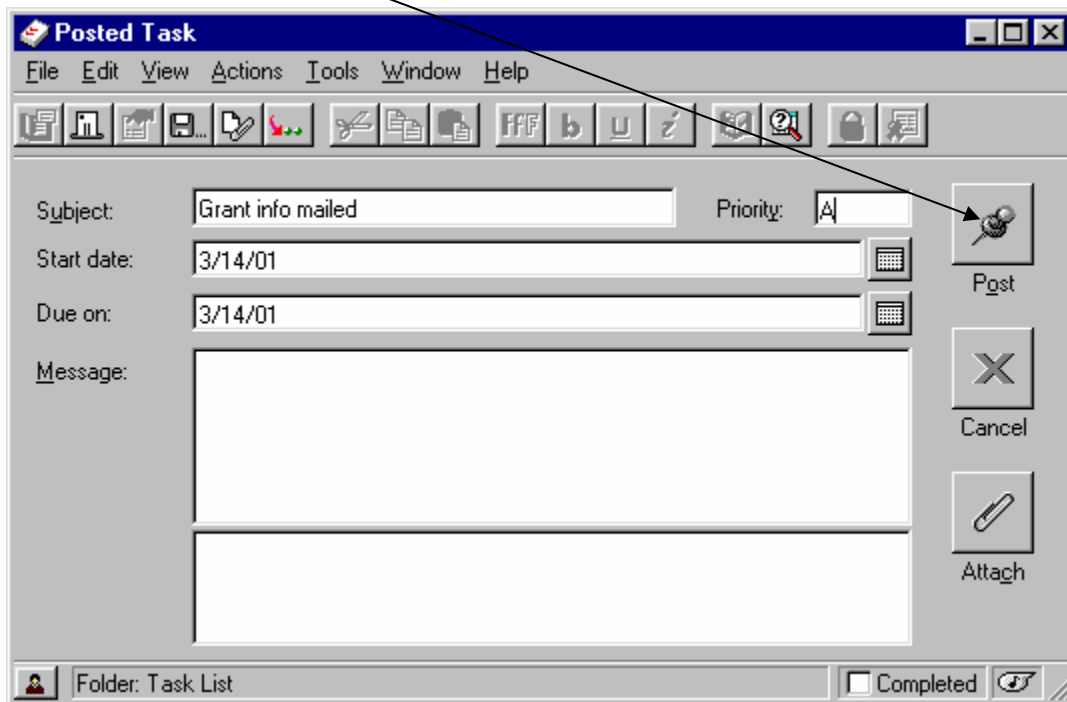 Posted Task
File Edit View Actions Tools Window Help
Subject: Grant info mailed Priority: A
Start date: 3/14/01
Due on: 3/14/01
Post
Message:
Cancel
Attach
Folder: Task List Completed